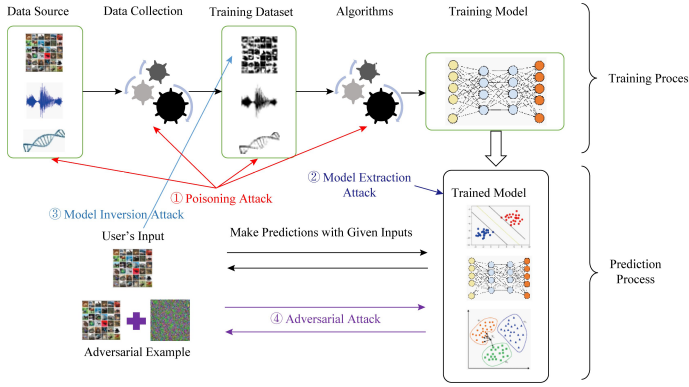 Data Source
Data Collection
Training Dataset
Algorithms
Training Model
Training Proces
① Poisoning Attack
② Model Extraction
Attack
③ Model Inversion Attack
Trained Model
User's Input
Make Predictions with Given Inputs
Prediction
Process
④ Adversarial Attack
Adversarial Example